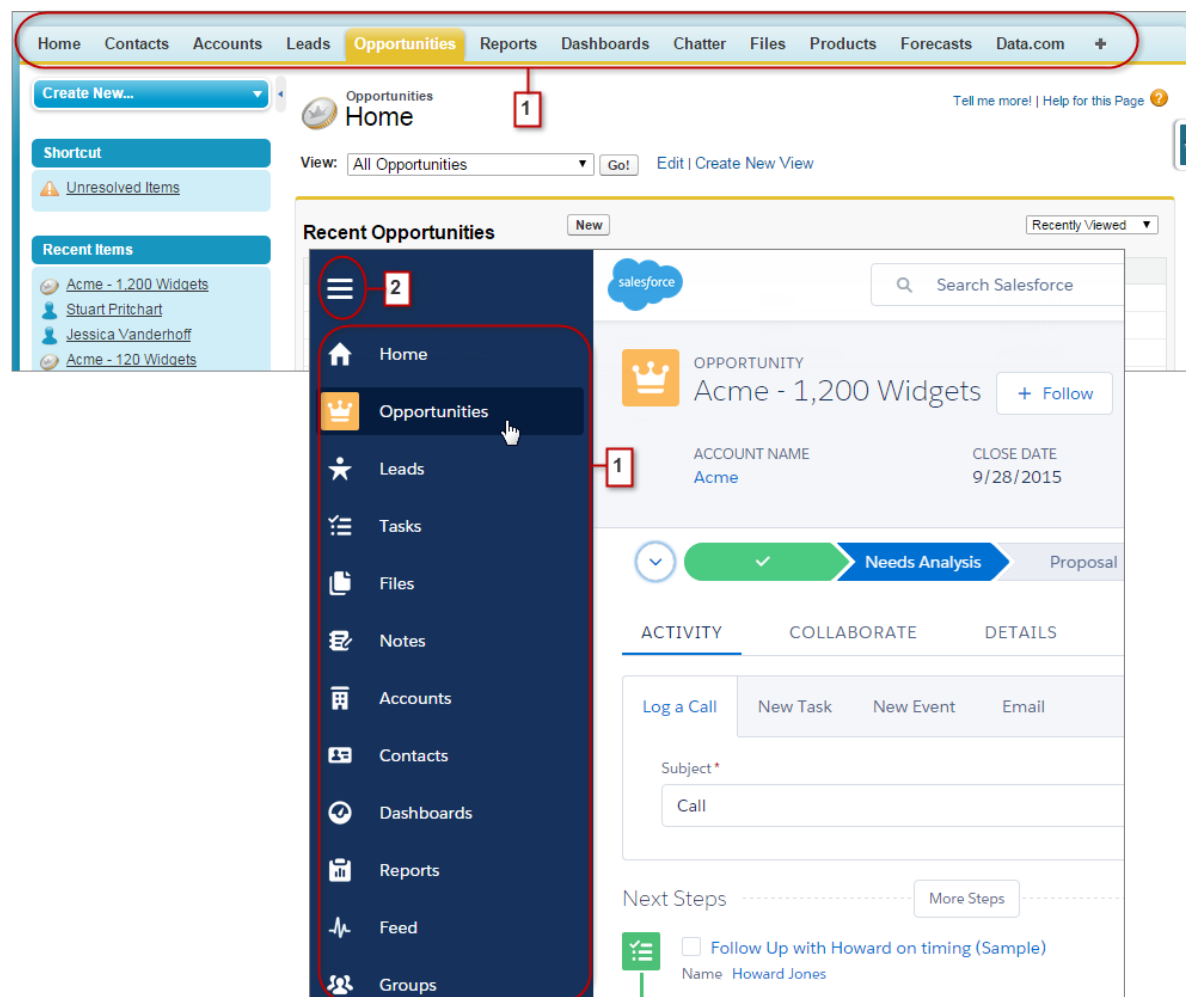 Home Contacts Accounts Leads Opportunities Reports Dashboards Chatter Files Products Forecasts Data.com +
1
Create New...
Opportunities
Home
Tell me more! | Help for this Page
Shortcut
Unresolved Items
View: All Opportunities Go! Edit | Create New View
Recent Items
Acme - 1,200 Widgets
Stuart Pritchart
Jessica Vanderhoff
Acme - 120 Widgets
Recent Opportunities New Recently Viewed
2
Home
Opportunities
Leads
Tasks
Files
Notes
Accounts
Contacts
Dashboards
Reports
Feed
Groups
1
salesforce
Search Salesforce
OPPORTUNITY
Acme - 1,200 Widgets + Follow
ACCOUNT NAME CLOSE DATE
Acme 9/28/2015
Needs Analysis Proposal
ACTIVITY COLLABORATE DETAILS
Log a Call New Task New Event Email
Subject*
Call
Next Steps More Steps
Follow Up with Howard on timing (Sample)
Name Howard Jones